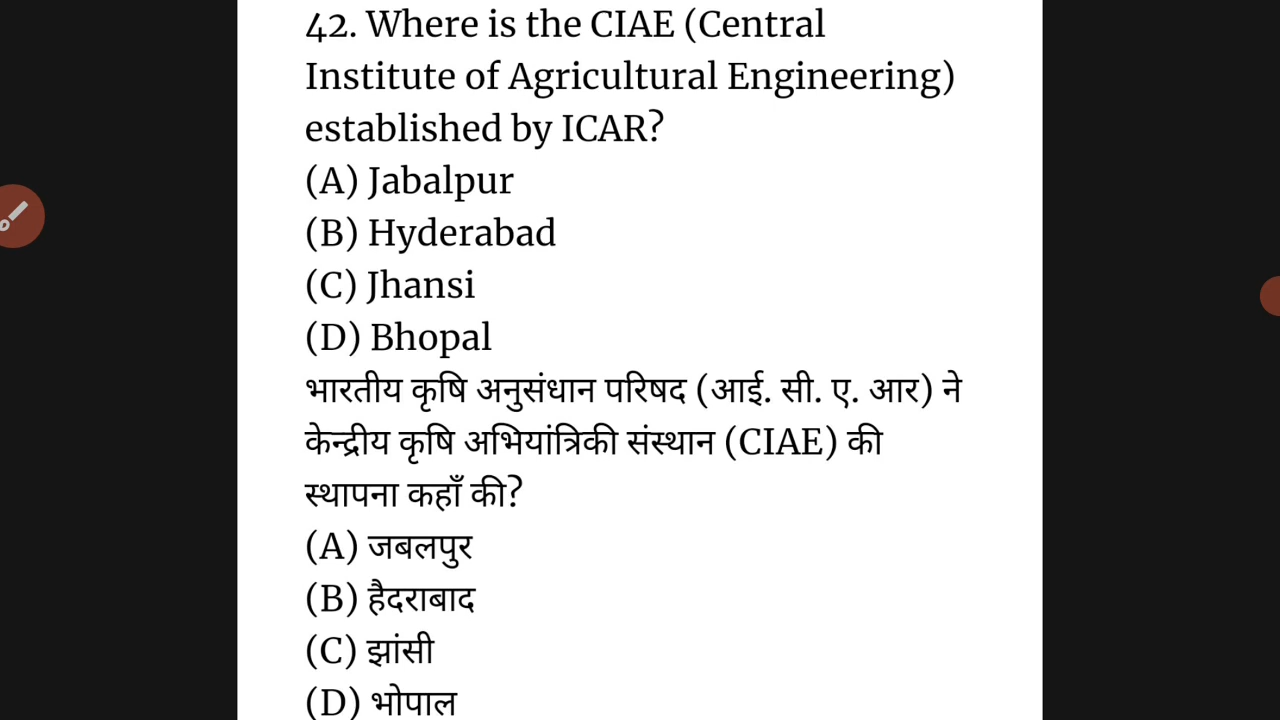 42. Where is the CIAE (Central
Institute of Agricultural Engineering)
established by ICAR?
(A) Jabalpur
(B) Hyderabad
(C) Jhansi
(D) Bhopal
भारतीय कृषि अनुसंधान परिषद (आई. सी. ए. आर) ने
केन्द्रीय कृषि अभियांत्रिकी संस्थान (CIAE) की
स्थापना कहाँ की?
(A) जबलपुर
(B) हैदराबाद
(C) झांसी
(D) भोपाल